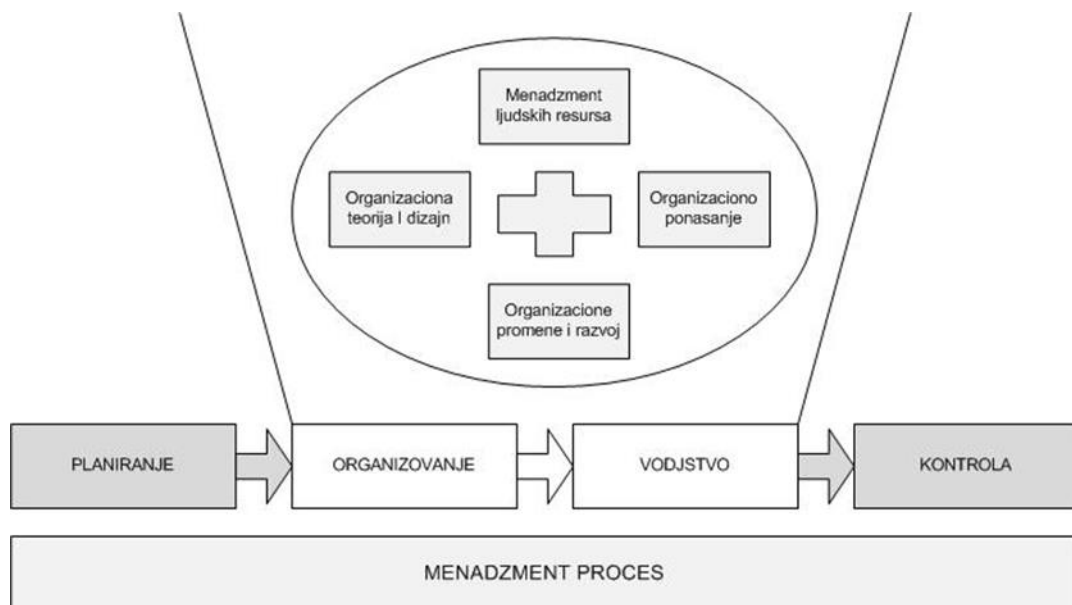 Menadzment
ljudskih resursa
Organizaciona
teorija I dizajn
Organizaciono
ponasanje
Organizacione
promene i razvoj
PLANIRANJE
ORGANIZOVANJE
VODJSTVO
KONTROLA
MENADZMENT PROCES